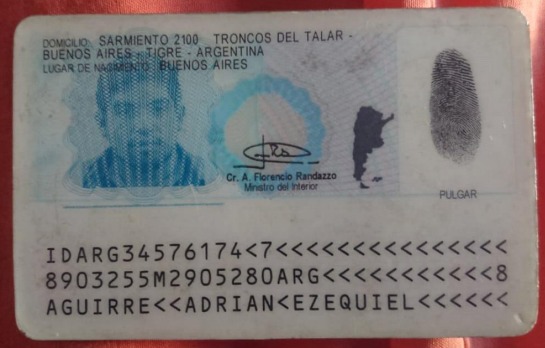 DOMICILIO: SARMIENTO 2100 TRONCOS DEL TALAR -
BUENOS AIRES - TIGRE - ARGENTINA
LUGAR DE NACIMIENTO: BUENOS AIRES
Cr. A. Florencio Randazzo
Ministro del Interior
PULGAR
IDARG34576174<7<<<<<<<<<<<<<<<
8903255M2905280ARG<<<<<<<<<<<8
AGUIRRE<<ADRIAN<EZEQUIEL<<<<<<